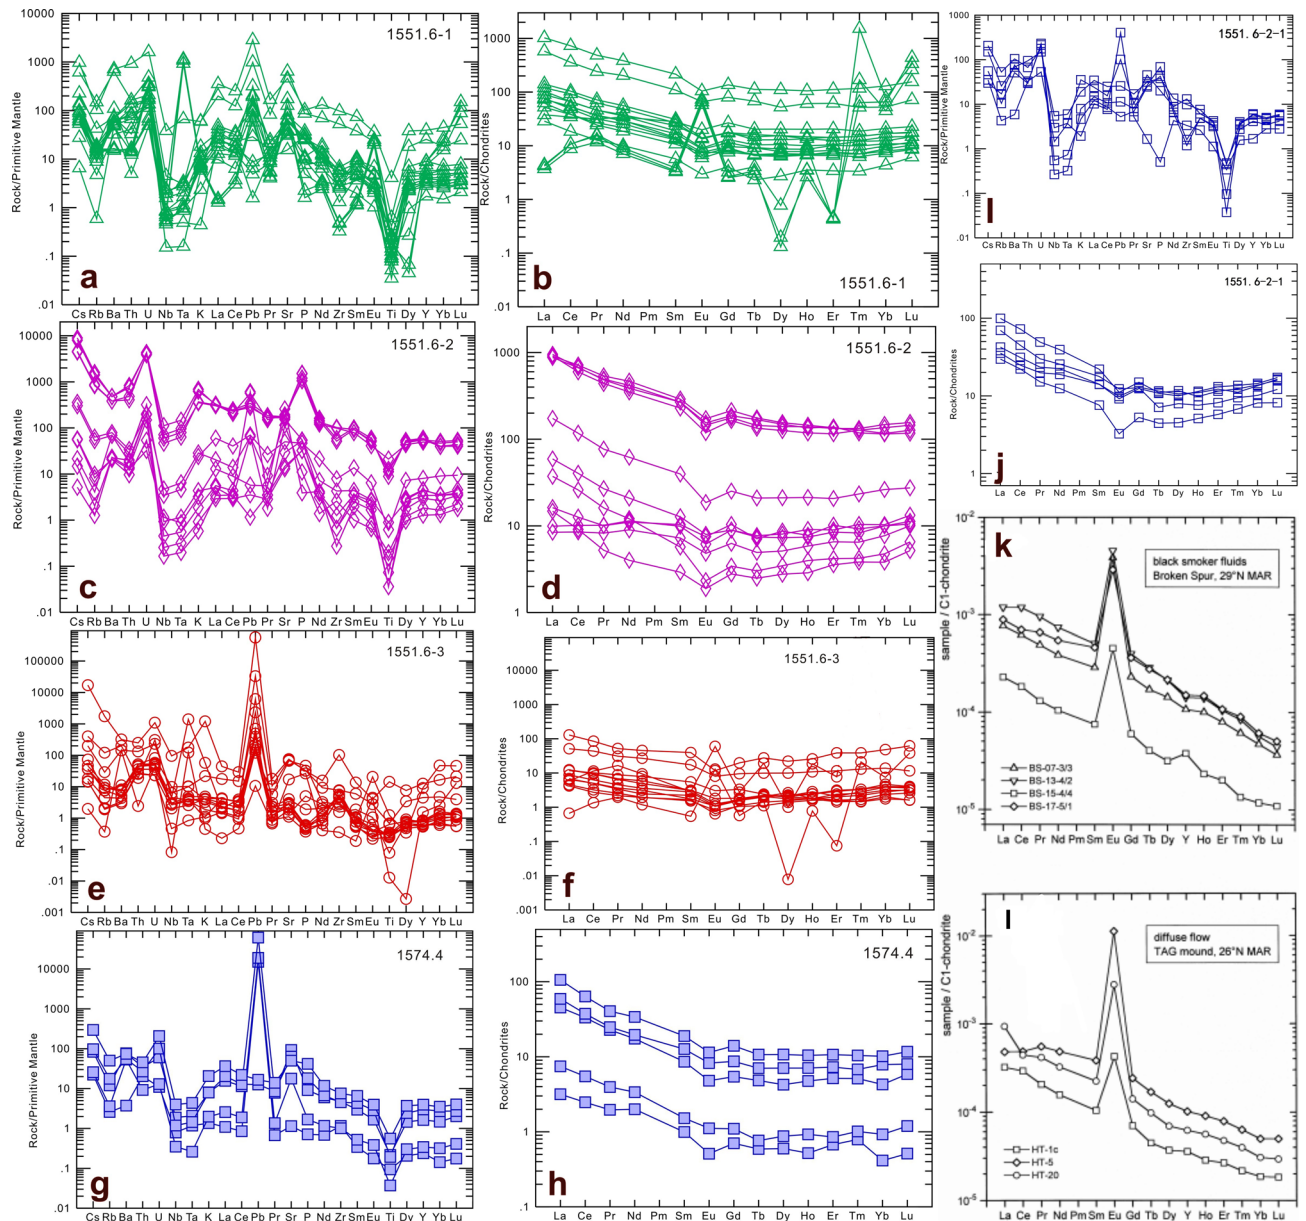 1551.6-1
10000
1000
100
10
1
.1
.01
Rock/Primitive Mantle
a
Cs Rb Ba Th U Nb Ta K La Ce Pb Pr Sr P Nd Zr Sm Eu Ti Dy Y Yb Lu
1000
100
10
1
.1
.01
Rock/Chondrites
b
1551.6-1
La Ce Pr Nd Pm Sm Eu Gd Tb Dy Ho Er Tm Yb Lu
1551.6-2-1
1000
100
10
1
.1
.01
Rock/Primitive Mantle
I
Cs Rb Ba Th U Nb Ta K La Ce Pb Pr Sr P Nd Zr Sm Eu Ti Dy Y Yb Lu
1551.6-2
10000
1000
100
10
1
.1
.01
Rock/Primitive Mantle
c
Cs Rb Ba Th U Nb Ta K La Ce Pb Pr Sr P Nd Zr Sm Eu Ti Dy Y Yb Lu
1551.6-2
1000
100
10
1
Rock/Chondrites
d
La Ce Pr Nd Pm Sm Eu Gd Tb Dy Ho Er Tm Yb Lu
1551.6-2-1
100
10
1
Rock/Chondrites
j
La Ce Pr Nd Pm Sm Eu Gd Tb Dy Ho Er Tm Yb Lu
1551.6-3
100000
10000
1000
100
10
1
.1
.01
.001
Rock/Primitive Mantle
e
Cs Rb Ba Th U Nb Ta K La Ce Pb Pr Sr P Nd Zr Sm Eu Ti Dy Y Yb Lu
1551.6-3
10000
1000
100
10
1
.1
.01
.001
Rock/Chondrites
f
La Ce Pr Nd Pm Sm Eu Gd Tb Dy Ho Er Tm Yb Lu
k
black smoker fluids
Broken Spur, 29°N MAR
10⁻²
10⁻³
10⁻⁴
10⁻⁵
sample / C1-chondrite
BS-07-3/3
BS-13-4/2
BS-15-4/4
BS-17-5/1
La Ce Pr Nd Pm Sm Eu Gd Tb Dy Y Ho Er Tm Yb Lu
1574.4
10000
1000
100
10
1
.1
.01
Rock/Primitive Mantle
g
Cs Rb Ba Th U Nb Ta K La Ce Pb Pr Sr P Nd Zr Sm Eu Ti Dy Y Yb Lu
1574.4
100
10
1
.1
Rock/Chondrites
h
La Ce Pr Nd Pm Sm Eu Gd Tb Dy Ho Er Tm Yb Lu
l
diffuse flow
TAG mound, 26°N MAR
10⁻²
10⁻³
10⁻⁴
10⁻⁵
sample / C1-chondrite
HT-1c
HT-5
HT-20
La Ce Pr Nd Pm Sm Eu Gd Tb Dy Y Ho Er Tm Yb Lu